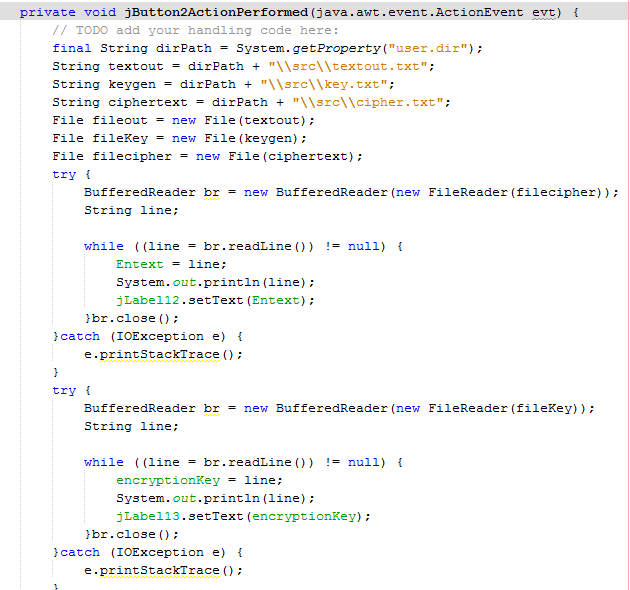 private void jButton2ActionPerformed(java.awt.event.ActionEvent evt) {
// TODO add your handling code here:
final String dirPath = System.getProperty("user.dir");
String textout = dirPath + "\\src\\textout.txt";
String keygen = dirPath + "\\src\\key.txt";
String ciphertext = dirPath + "\\src\\cipher.txt";
File fileout = new File(textout);
File fileKey = new File(keygen);
File filecipher = new File(ciphertext);
try {
BufferedReader br = new BufferedReader(new FileReader(filecipher));
String line;
while ((line = br.readLine()) != null) {
Entext = line;
System.out.println(line);
jLabel12.setText(Entext);
}br.close();
}catch (IOException e) {
e.printStackTrace();
}
try {
BufferedReader br = new BufferedReader(new FileReader(fileKey));
String line;
while ((line = br.readLine()) != null) {
encryptionKey = line;
System.out.println(line);
jLabel13.setText(encryptionKey);
}br.close();
}catch (IOException e) {
e.printStackTrace();
}